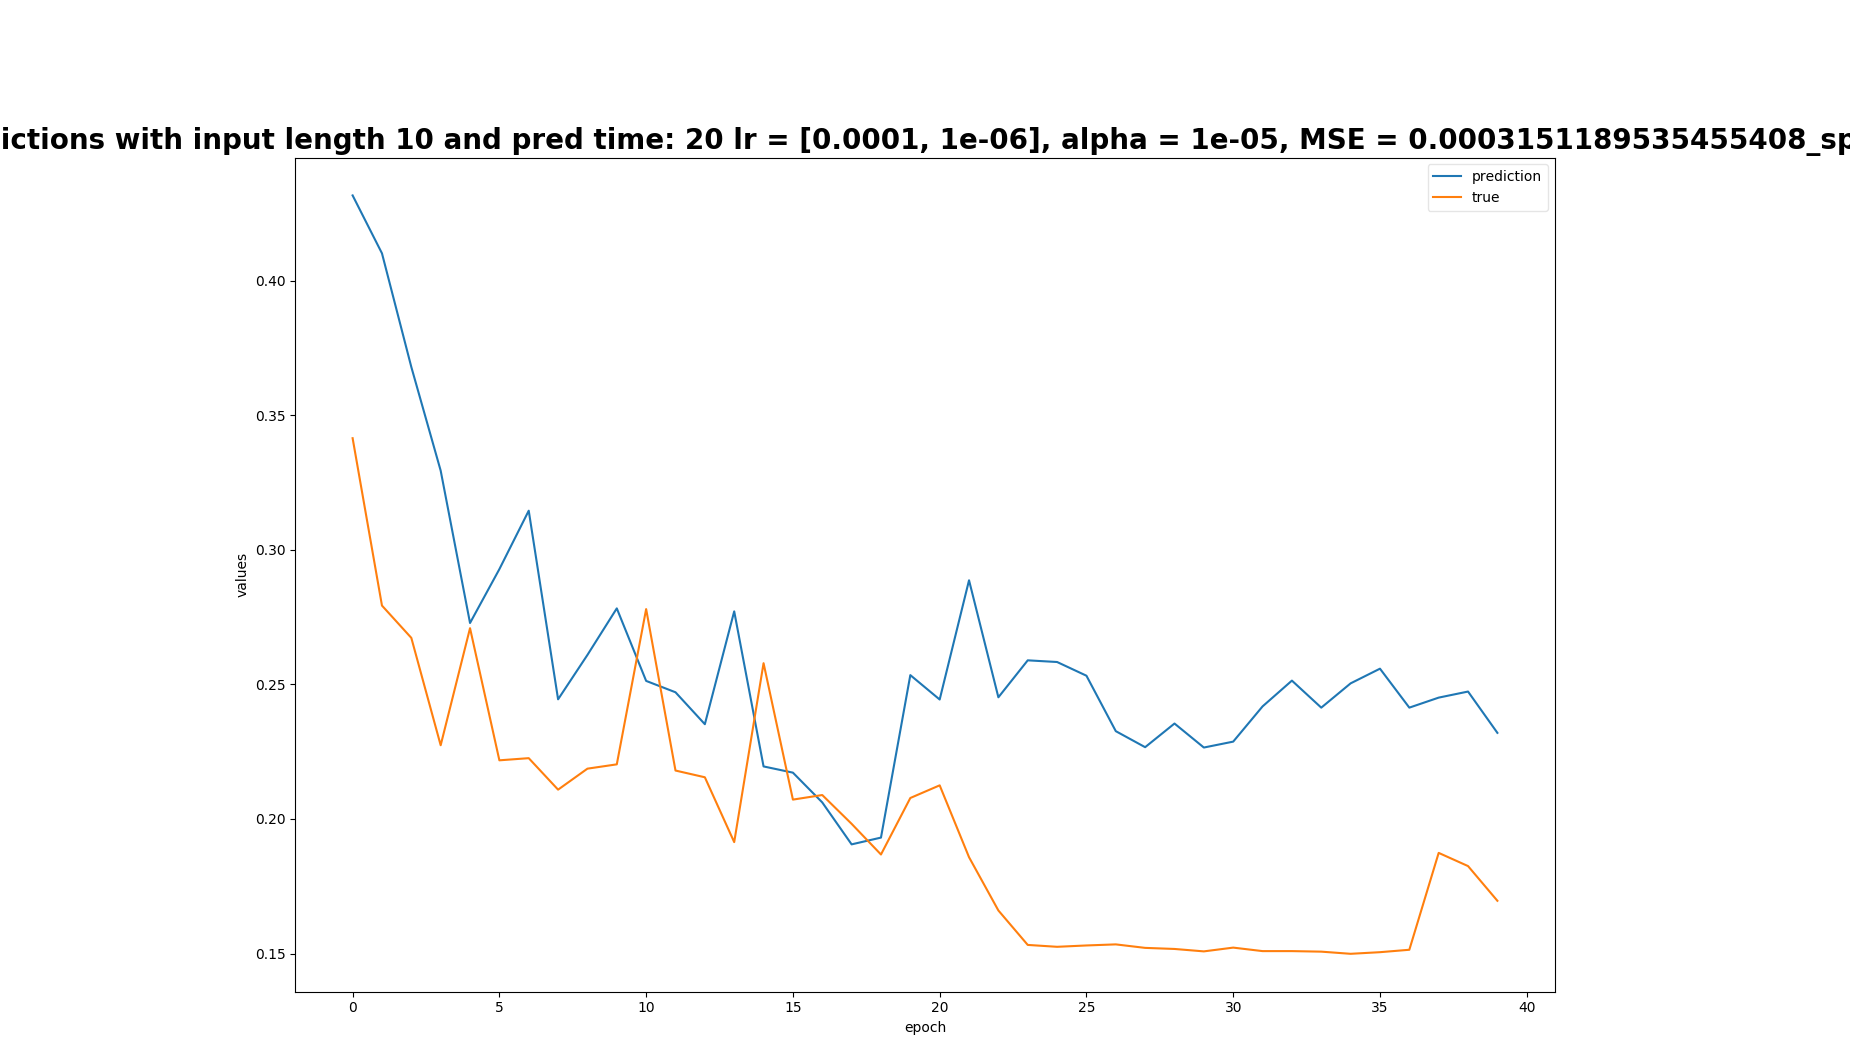 ictions with input length 10 and pred time: 20 lr = [0.0001, 1e-06], alpha = 1e-05, MSE = 0.0003151189535455408_sp
prediction
true
0.40
0.35
0.30
0.25
0.20
0.15
values
0 5 10 15 20 25 30 35 40
epoch